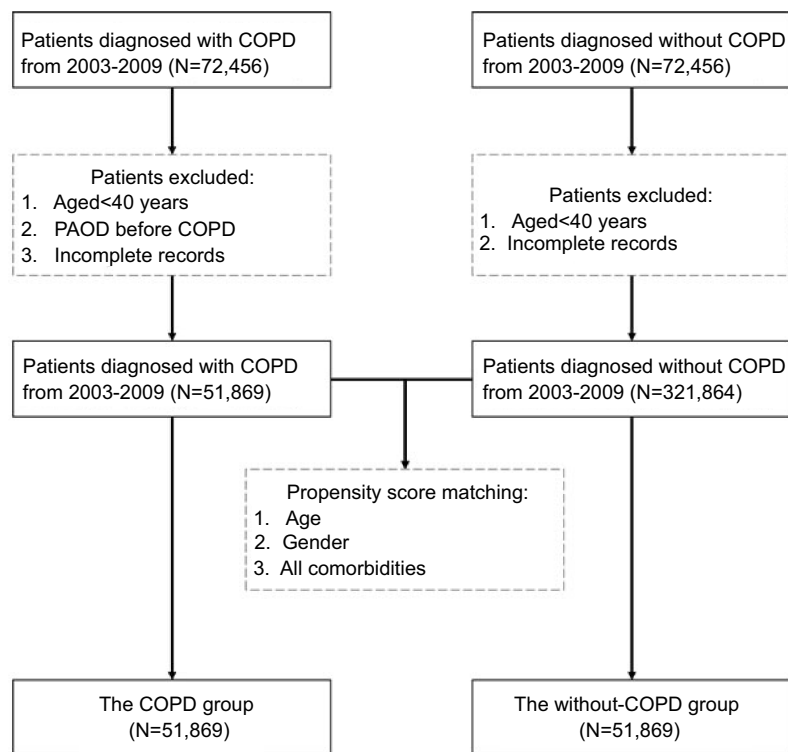 Patients diagnosed with COPD
from 2003-2009 (N=72,456)
Patients diagnosed without COPD
from 2003-2009 (N=72,456)
Patients excluded:
1. Aged<40 years
2. PAOD before COPD
3. Incomplete records
Patients excluded:
1. Aged<40 years
2. Incomplete records
Patients diagnosed with COPD
from 2003-2009 (N=51,869)
Patients diagnosed without COPD
from 2003-2009 (N=321,864)
Propensity score matching:
1. Age
2. Gender
3. All comorbidities
The COPD group
(N=51,869)
The without-COPD group
(N=51,869)